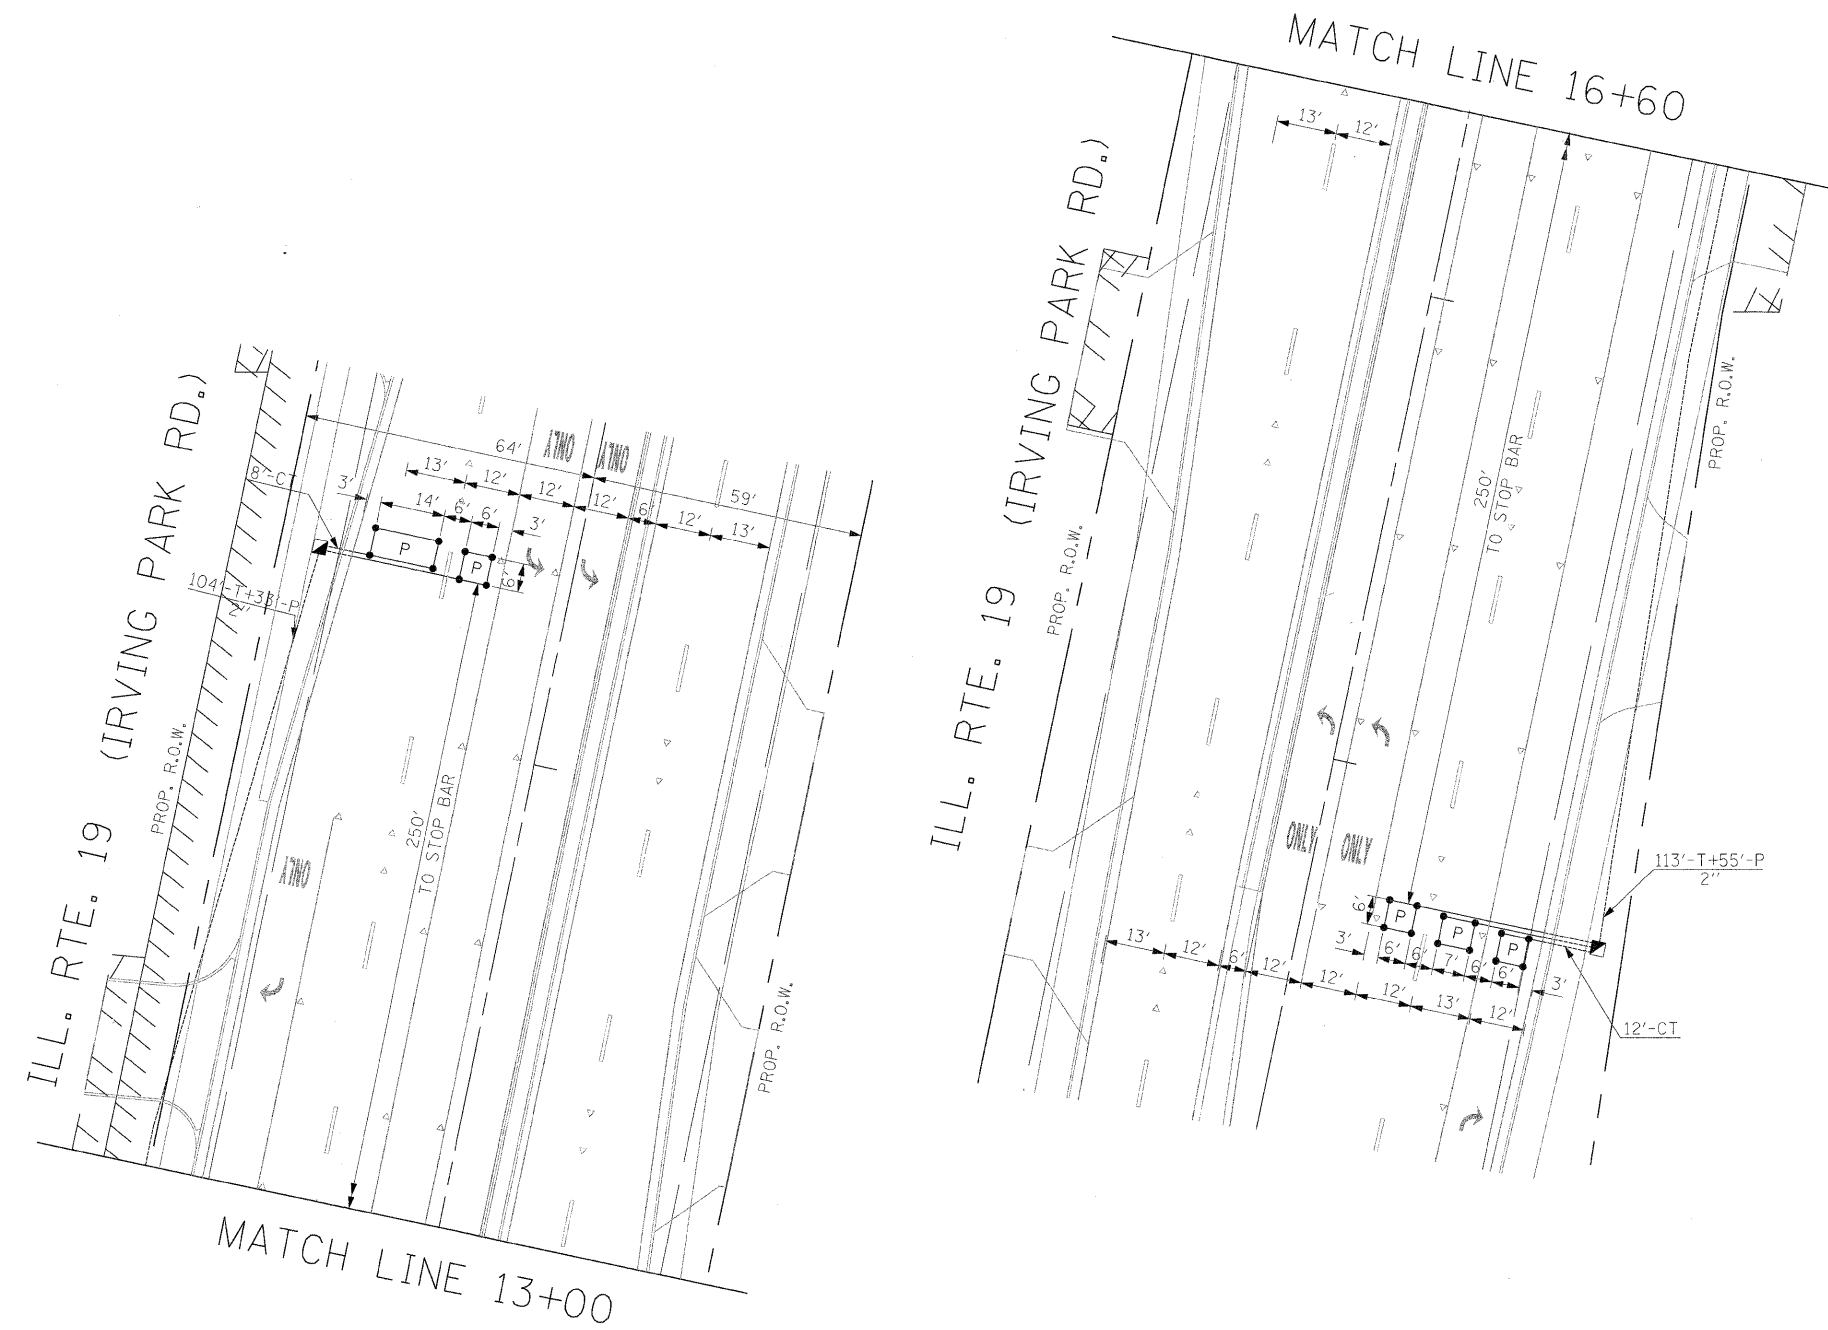 MATCH LINE 16+60
13'
12'
ILL. RTE. 19 (IRVING PARK RD.)
PROP. R.O.W.
PROP. R.O.W.
250'
TO STOP BAR
ONLY
ONLY
113'-T+55'-P
2"
6'
P
P
P
3'
6'
6'
7'
6'
6'
3'
13'
12'
6'
12'
12'
12'
13'
12'
12'-CT
ILL. RTE. 19 (IRVING PARK RD.)
PROP. R.O.W.
64'
ONLY
ONLY
59'
8'-CT
3'
13'
12'
12'
12'
6'
12'
13'
14'
6'
6'
3'
P
P
6'
104'-T+33'-P
2"
250'
TO STOP BAR
ONLY
PROP. R.O.W.
MATCH LINE 13+00